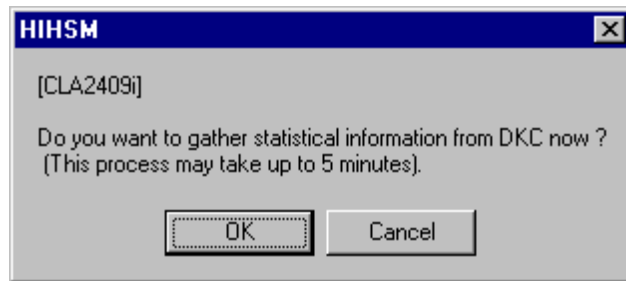 HIHSM
[CLA2409i]
Do you want to gather statistical information from DKC now ?
(This process may take up to 5 minutes).
OK
Cancel